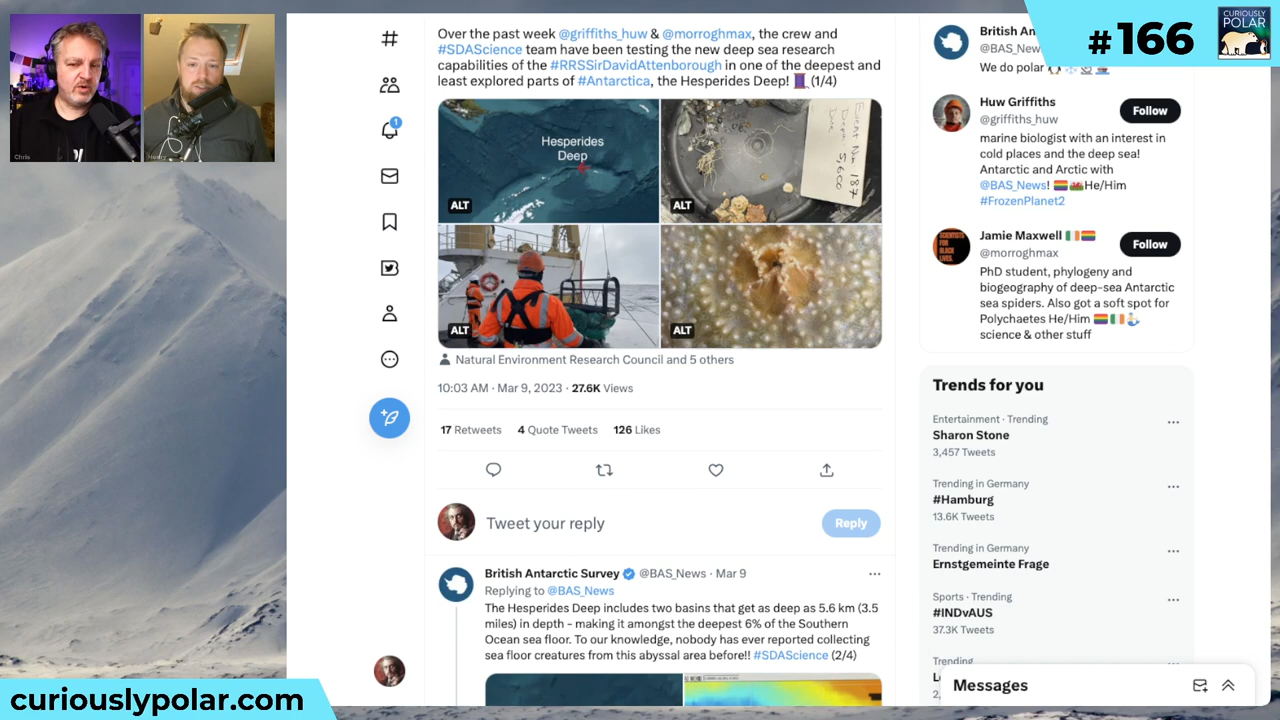 Chris
Henry
Over the past week @griffiths_huw & @morroghmax, the crew and
#SDAScience team have been testing the new deep sea research
capabilities of the #RRSSirDavidAttenborough in one of the deepest and
least explored parts of #Antarctica, the Hesperides Deep! 🧵(1/4)
Hesperides
Deep
ALT
Event No 187
5600
ALT
ALT
ALT
Natural Environment Research Council and 5 others
10:03 AM · Mar 9, 2023 · 27.6K Views
17 Retweets 4 Quote Tweets 126 Likes
Tweet your reply
Reply
British Antarctic Survey @BAS_News · Mar 9
Replying to @BAS_News
The Hesperides Deep includes two basins that get as deep as 5.6 km (3.5
miles) in depth - making it amongst the deepest 6% of the Southern
Ocean sea floor. To our knowledge, nobody has ever reported collecting
sea floor creatures from this abyssal area before!! #SDAScience (2/4)
British An
@BAS_New
We do polar
Huw Griffiths
@griffiths_huw
Follow
marine biologist with an interest in
cold places and the deep sea!
Antarctic and Arctic with
@BAS_News! 🏳️‍🌈🏴󠁧󠁢󠁷󠁬󠁳󠁿He/Him
#FrozenPlanet2
SCIENTISTS
FOR
BLACK
LIVES.
Jamie Maxwell 🇮🇪🏳️‍🌈
@morroghmax
Follow
PhD student, phylogeny and
biogeography of deep-sea Antarctic
sea spiders. Also got a soft spot for
Polychaetes He/Him 🏳️‍🌈🇮🇪
science & other stuff
Trends for you
Entertainment · Trending
Sharon Stone
3,457 Tweets
Trending in Germany
#Hamburg
13.6K Tweets
Trending in Germany
Ernstgemeinte Frage
Sports · Trending
#INDvAUS
37.3K Tweets
Trending
Messages
#166
CURIOUSLY
POLAR
curiouslypolar.com
1